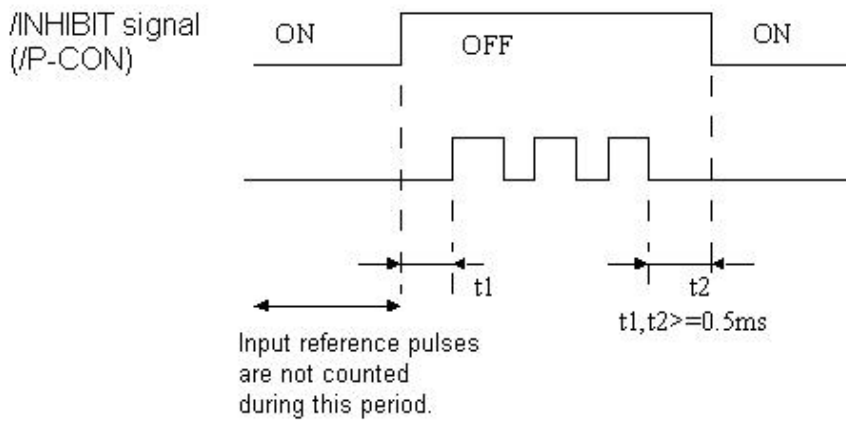 /INHIBIT signal
(/P-CON)
ON
OFF
ON
t1
t2
t1,t2>=0.5ms
Input reference pulses
are not counted
during this period.